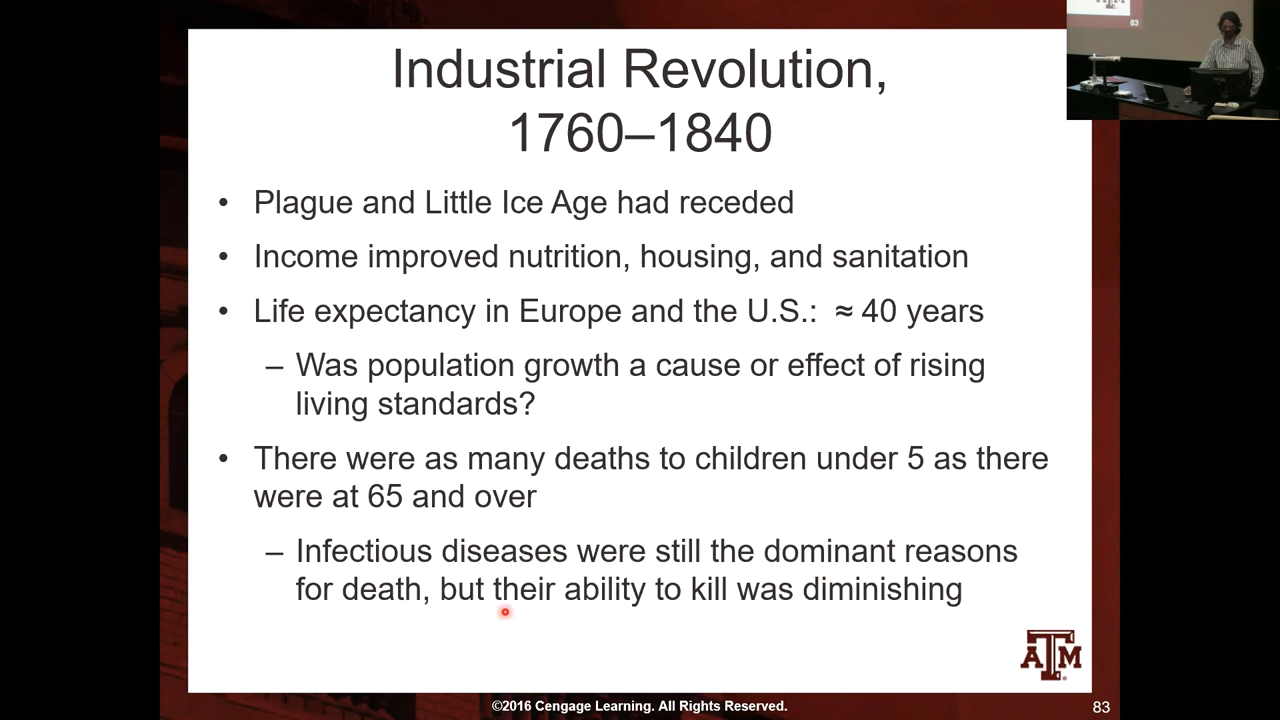 Industrial Revolution,
1760–1840
• Plague and Little Ice Age had receded
• Income improved nutrition, housing, and sanitation
• Life expectancy in Europe and the U.S.: ≈ 40 years
– Was population growth a cause or effect of rising
living standards?
• There were as many deaths to children under 5 as there
were at 65 and over
– Infectious diseases were still the dominant reasons
for death, but their ability to kill was diminishing
ATM
©2016 Cengage Learning. All Rights Reserved.
83
83